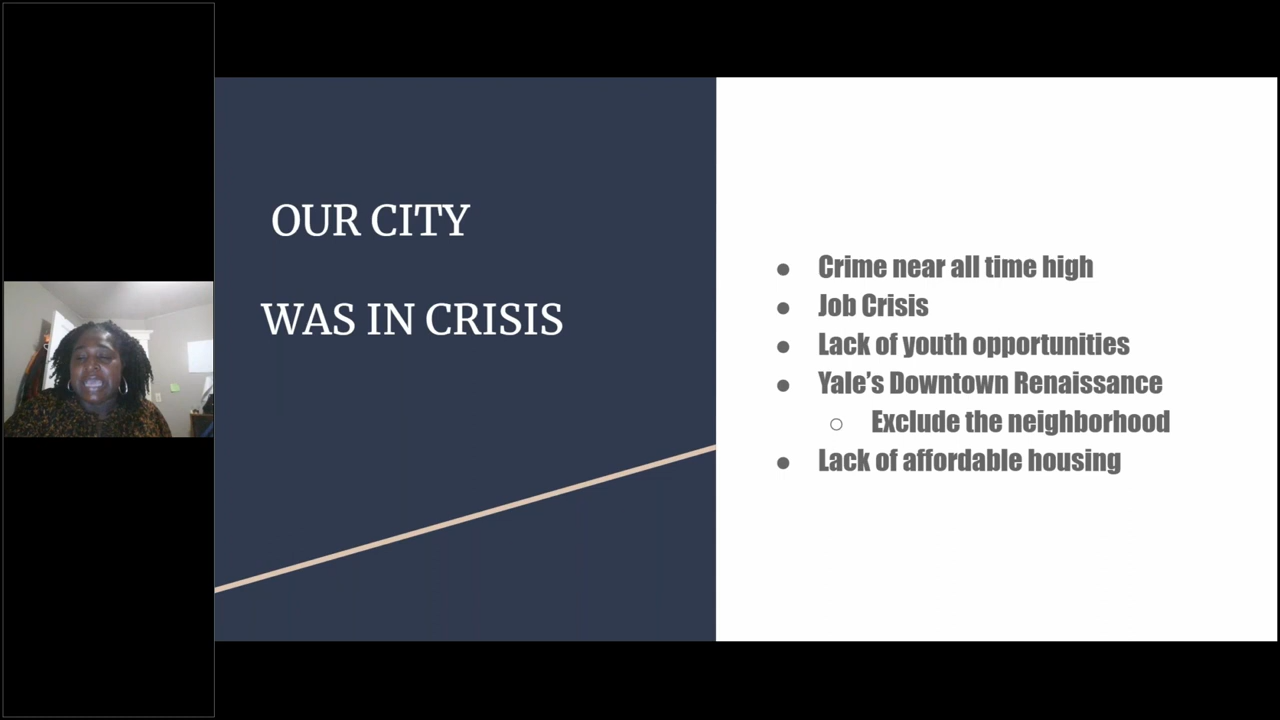 OUR CITY
WAS IN CRISIS
● Crime near all time high
● Job Crisis
● Lack of youth opportunities
● Yale’s Downtown Renaissance
○ Exclude the neighborhood
● Lack of affordable housing